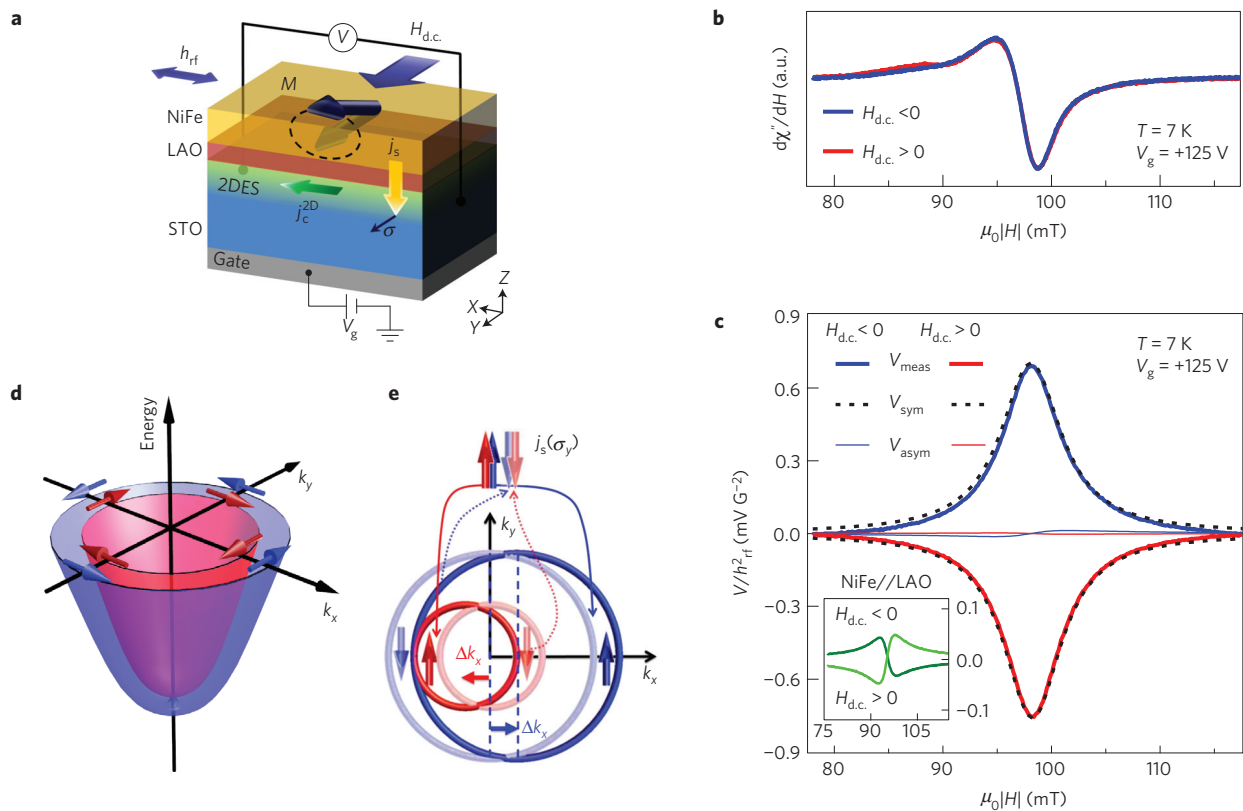 a
V
H_d.c.
h_rf
M
NiFe
LAO
j_s
2DES
j_c^2D
σ
STO
Gate
Z
X
Y
V_g
b
dχ"/dH (a.u.)
H_d.c. <0
H_d.c. > 0
T = 7 K
V_g = +125 V
80 90 100 110
μ₀|H| (mT)
c
H_d.c. < 0 H_d.c. > 0
V_meas
V_sym
V_asym
T = 7 K
V_g = +125 V
V/h²_rf (mV G⁻²)
0.9
0.6
0.3
0.0
−0.3
−0.6
−0.9
NiFe//LAO
H_d.c. < 0
H_d.c. > 0
0.1
0.0
−0.1
75 90 105
80 90 100 110
μ₀|H| (mT)
d
Energy
k_y
k_x
e
j_s(σ_y)
k_y
Δk_x
k_x
Δk_x